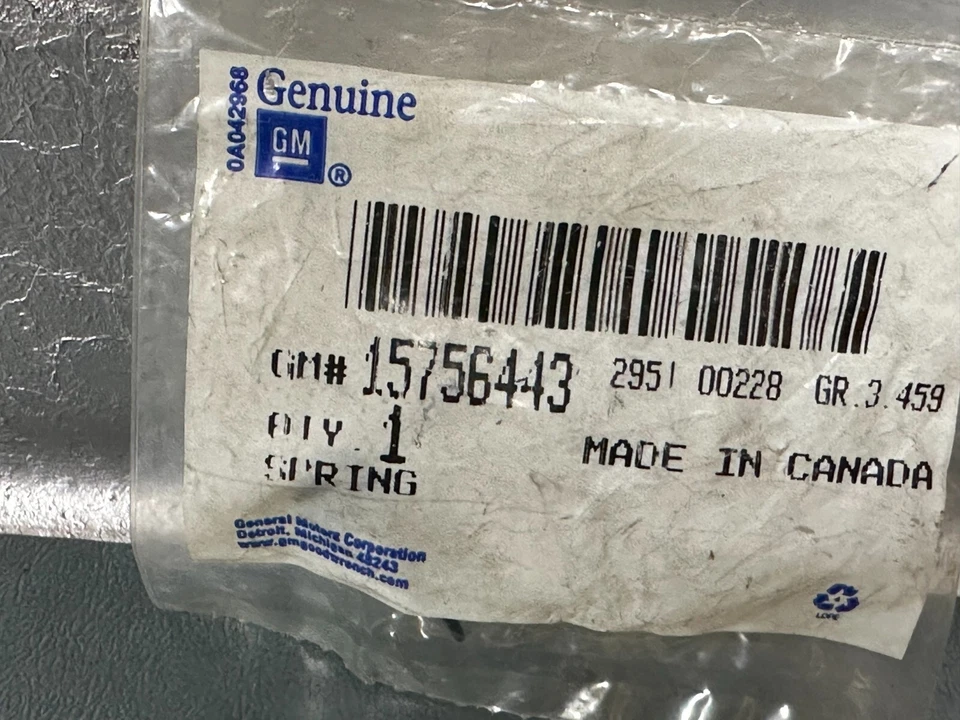 0A042968
Genuine
GM ®
GM# 15756443 2951 00228 GR.3.459
QTY. 1 MADE IN CANADA
SPRING
General Motors Corporation
Detroit, Michigan 48243
www.gmgoodwrench.com